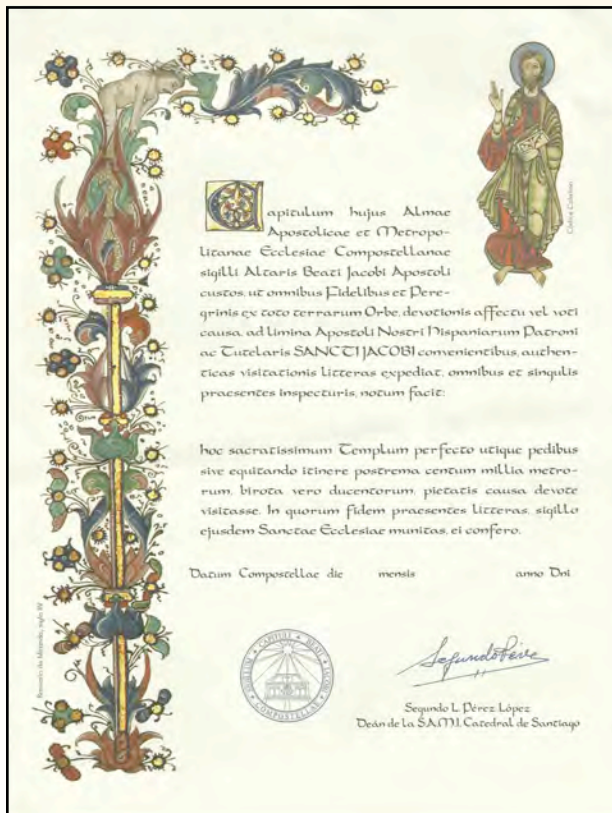 Capitulum hujus Almae
Apostolicae et Metropo-
litanae Ecclesiae Compostellanae
sigilli Altaris Beati Jacobi Apostoli
custos, ut omnibus Fidelibus et Pere-
grinis ex toto terrarum Orbe, devotionis affectu vel voti
causa, ad limina Apostoli Nostri Hispaniarum Patroni
ac Tutelaris SANCTI JACOBI convenientibus, authen-
ticas visitationis litteras expediat, omnibus et singulis
praesentes inspecturis, notum facit:
hoc sacratissimum Templum perfecto utique pedibus
sive equitando itinere postrema centum millia metro-
rum, birota vero ducentorum, pietatis causa devote
visitasse. In quorum fidem praesentes litteras, sigillo
ejusdem Sanctae Ecclesiae munitas, ei confero.
Datum Compostellae die mensis anno Dni
Segundo L. Pérez López
Deán de la S.A.M.I. Catedral de Santiago